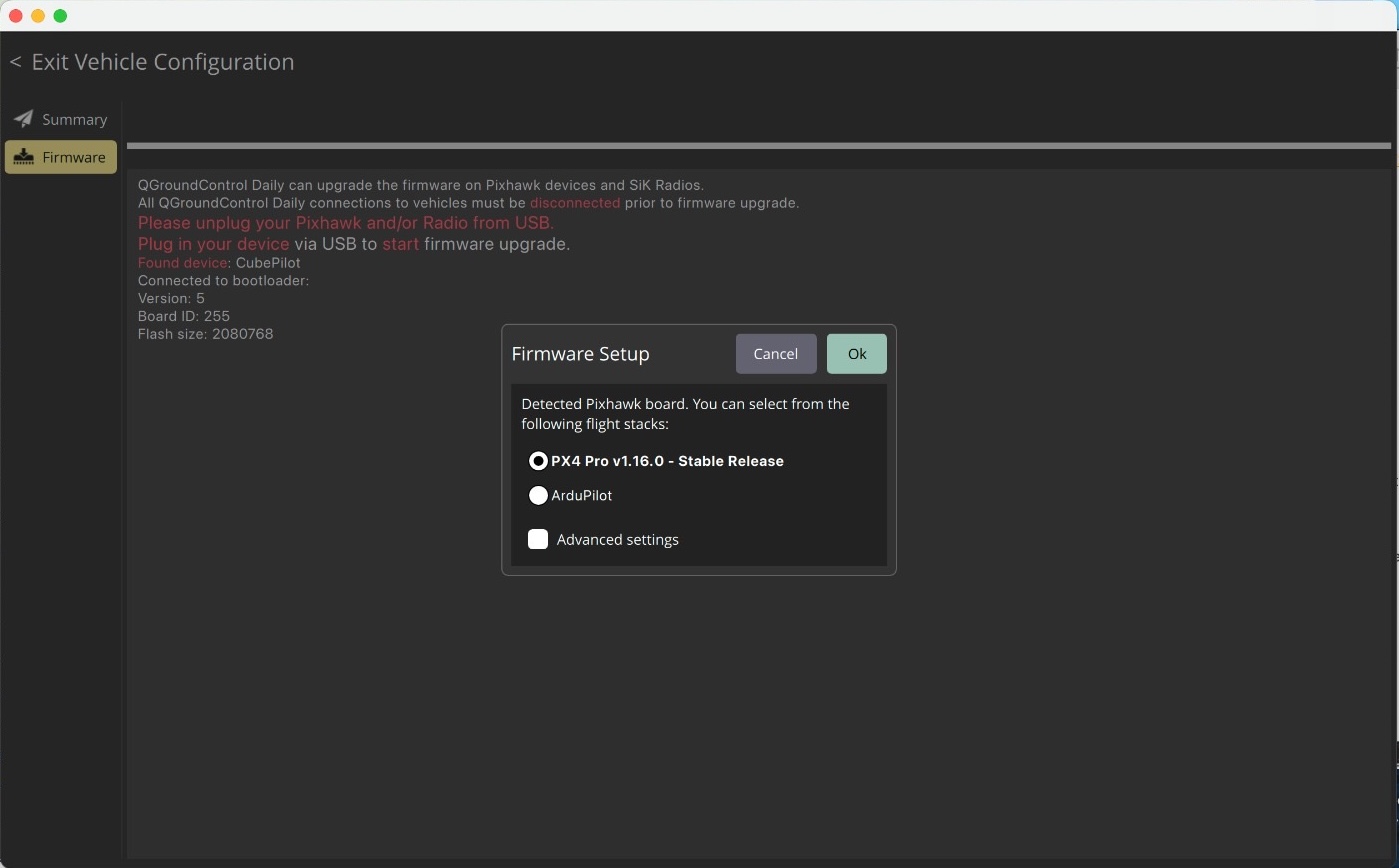 < Exit Vehicle Configuration
Summary
Firmware
QGroundControl Daily can upgrade the firmware on Pixhawk devices and SiK Radios.
All QGroundControl Daily connections to vehicles must be disconnected prior to firmware upgrade.
Please unplug your Pixhawk and/or Radio from USB.
Plug in your device via USB to start firmware upgrade.
Found device: CubePilot
Connected to bootloader:
Version: 5
Board ID: 255
Flash size: 2080768
Firmware Setup
Cancel
Ok
Detected Pixhawk board. You can select from the
following flight stacks:
PX4 Pro v1.16.0 - Stable Release
ArduPilot
Advanced settings